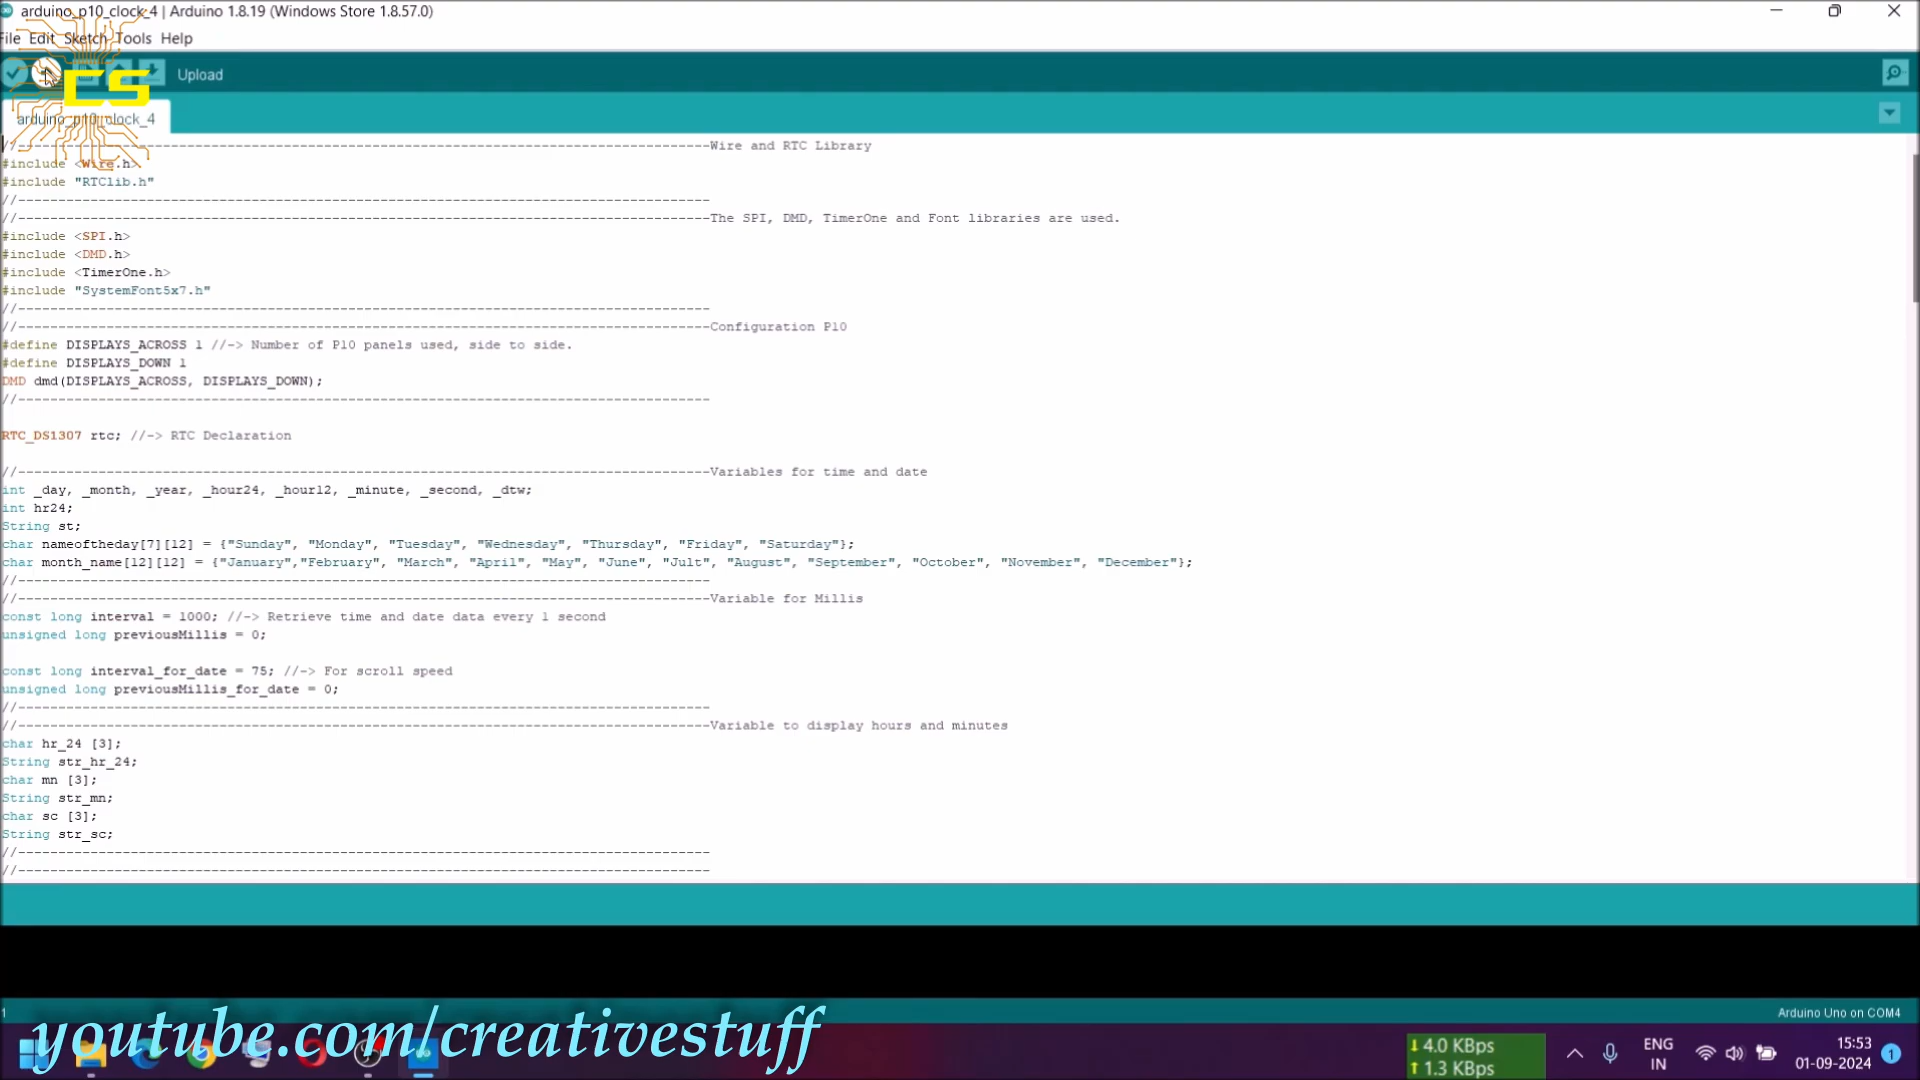 arduino_p10_clock_4 | Arduino 1.8.19 (Windows Store 1.8.57.0)
File Edit Sketch Tools Help
CS
Upload
arduino_p10_clock_4
//--------------------------------------------------------------------------------------Wire and RTC Library
#include <Wire.h>
#include "RTClib.h"
//--------------------------------------------------------------------------------------
//--------------------------------------------------------------------------------------The SPI, DMD, TimerOne and Font libraries are used.
#include <SPI.h>
#include <DMD.h>
#include <TimerOne.h>
#include "SystemFont5x7.h"
//--------------------------------------------------------------------------------------
//--------------------------------------------------------------------------------------Configuration P10
#define DISPLAYS_ACROSS 1 //-> Number of P10 panels used, side to side.
#define DISPLAYS_DOWN 1
DMD dmd(DISPLAYS_ACROSS, DISPLAYS_DOWN);
//--------------------------------------------------------------------------------------
RTC_DS1307 rtc; //-> RTC Declaration
//--------------------------------------------------------------------------------------Variables for time and date
int _day, _month, _year, _hour24, _hour12, _minute, _second, _dtw;
int hr24;
String st;
char nameoftheday[7][12] = {"Sunday", "Monday", "Tuesday", "Wednesday", "Thursday", "Friday", "Saturday"};
char month_name[12][12] = {"January","February", "March", "April", "May", "June", "Jult", "August", "September", "October", "November", "December"};
//--------------------------------------------------------------------------------------
//--------------------------------------------------------------------------------------Variable for Millis
const long interval = 1000; //-> Retrieve time and date data every 1 second
unsigned long previousMillis = 0;
const long interval_for_date = 75; //-> For scroll speed
unsigned long previousMillis_for_date = 0;
//--------------------------------------------------------------------------------------
//--------------------------------------------------------------------------------------Variable to display hours and minutes
char hr_24 [3];
String str_hr_24;
char mn [3];
String str_mn;
char sc [3];
String str_sc;
//--------------------------------------------------------------------------------------
//--------------------------------------------------------------------------------------
1
Arduino Uno on COM4
youtube.com/creativestuff
↓ 4.0 KBps
↑ 1.3 KBps
ENG
IN
15:53
01-09-2024
1